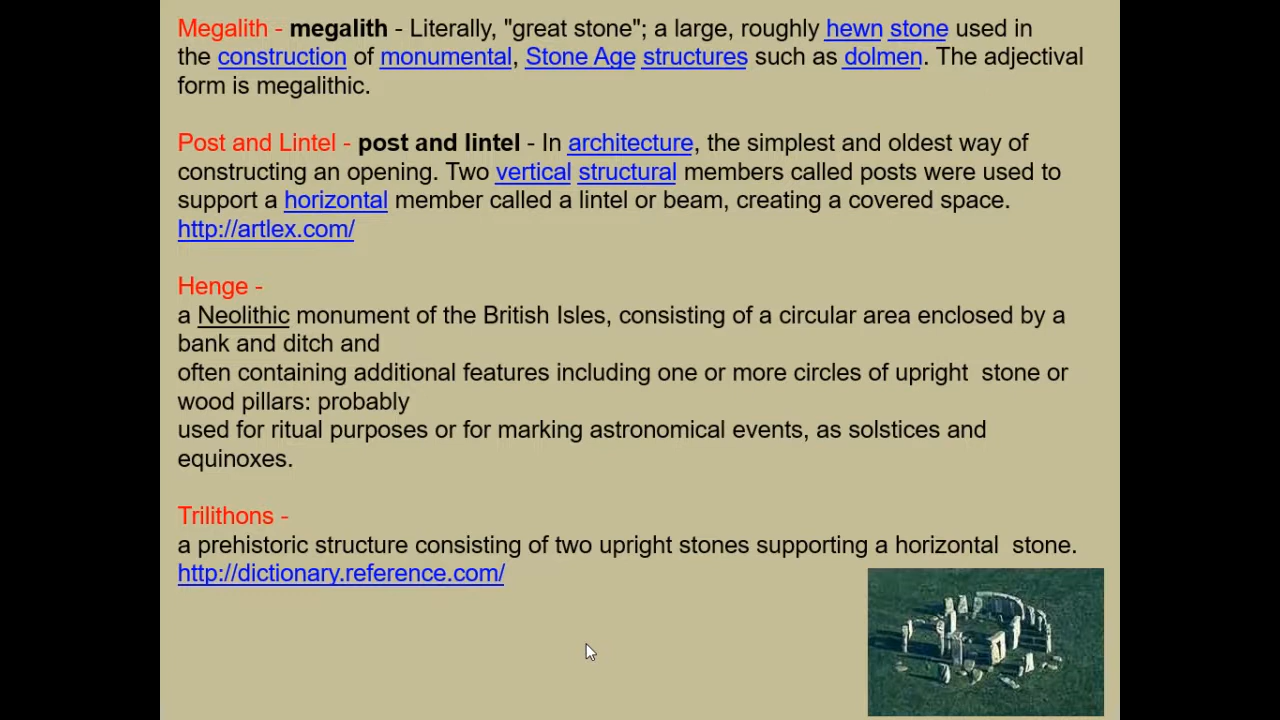 Megalith - megalith - Literally, "great stone"; a large, roughly hewn stone used in
the construction of monumental, Stone Age structures such as dolmen. The adjectival
form is megalithic.
Post and Lintel - post and lintel - In architecture, the simplest and oldest way of
constructing an opening. Two vertical structural members called posts were used to
support a horizontal member called a lintel or beam, creating a covered space.
http://artlex.com/
Henge -
a Neolithic monument of the British Isles, consisting of a circular area enclosed by a
bank and ditch and
often containing additional features including one or more circles of upright  stone or
wood pillars: probably
used for ritual purposes or for marking astronomical events, as solstices and
equinoxes.
Trilithons -
a prehistoric structure consisting of two upright stones supporting a horizontal  stone.
http://dictionary.reference.com/